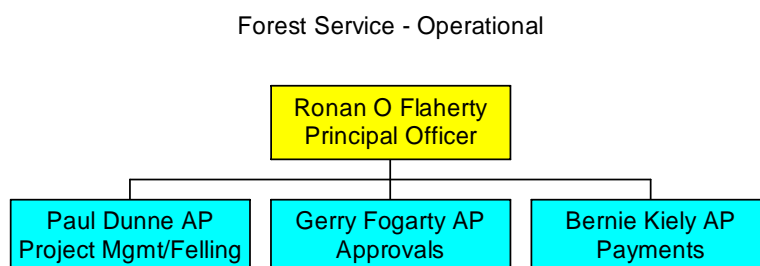 Forest Service - Operational
Ronan O Flaherty
Principal Officer
Paul Dunne AP
Project Mgmt/Felling
Gerry Fogarty AP
Approvals
Bernie Kiely AP
Payments